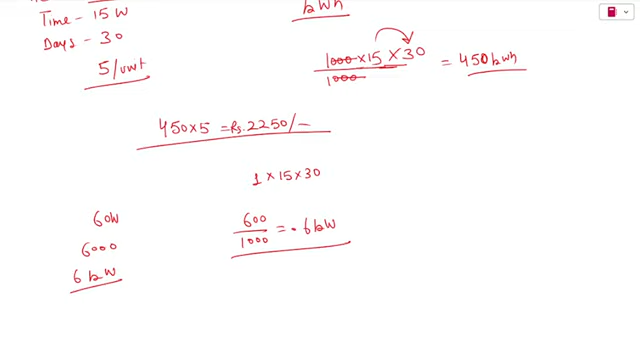 Time - 15W
Days - 30
5/unit
kWh
1000 × 15 × 30
1000
= 450 kWh
450 × 5 = Rs. 2250/-
1 × 15 × 30
60W
6000
6 kW
600
1000
= .6 kW